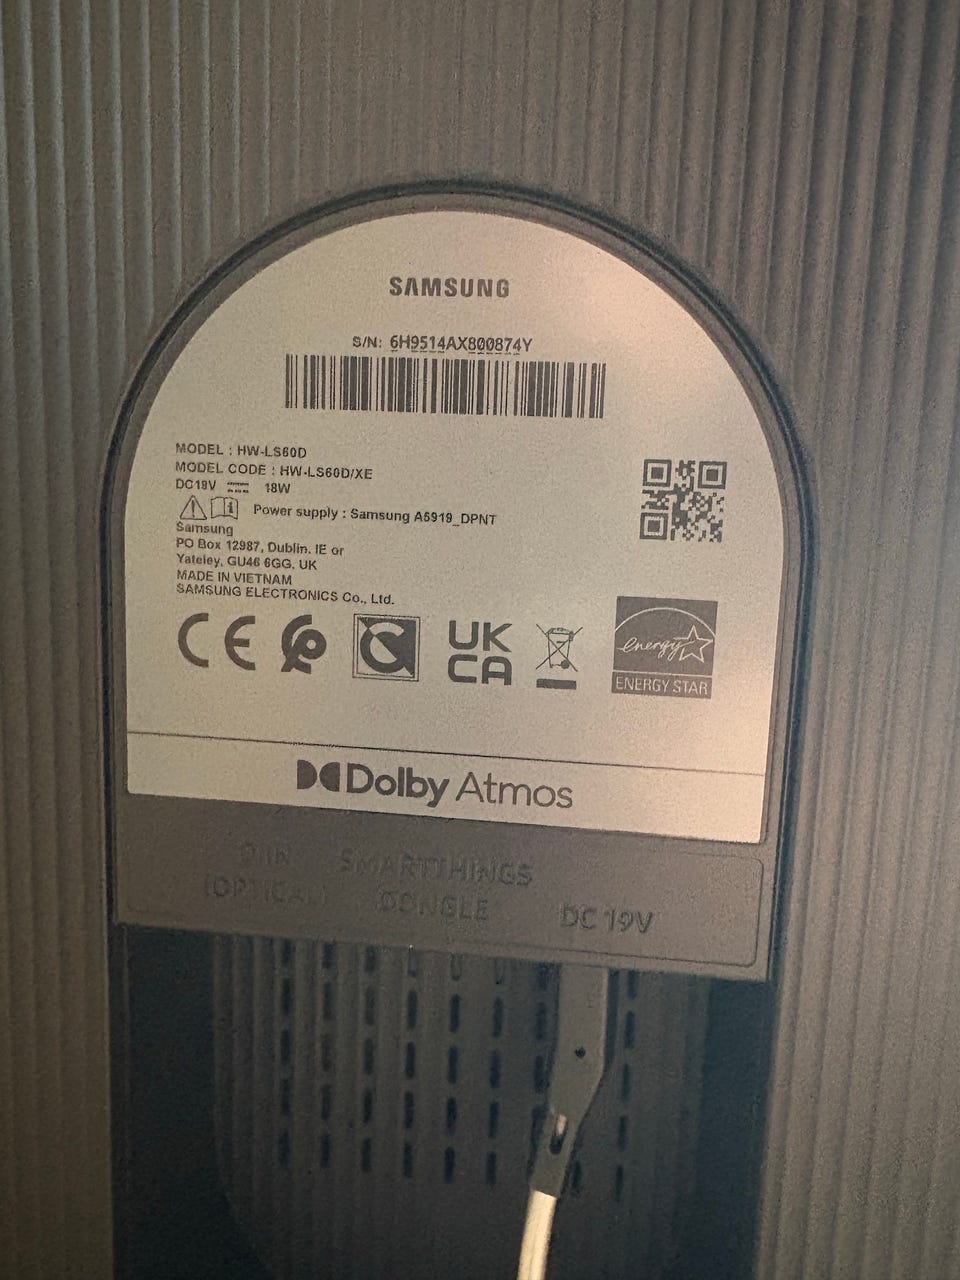 SAMSUNG
S/N: 6H9514AX800874Y
MODEL : HW-LS60D
MODEL CODE : HW-LS60D/XE
DC19V 18W
Power supply : Samsung A5919_DPNT
Samsung
PO Box 12987, Dublin. IE or
Yateley, GU46 6GG, UK
MADE IN VIETNAM
SAMSUNG ELECTRONICS Co., Ltd.
CE
UK
CA
energy
ENERGY STAR
Dolby Atmos
D.IN SMARTTHINGS
(OPTICAL) DONGLE DC 19V